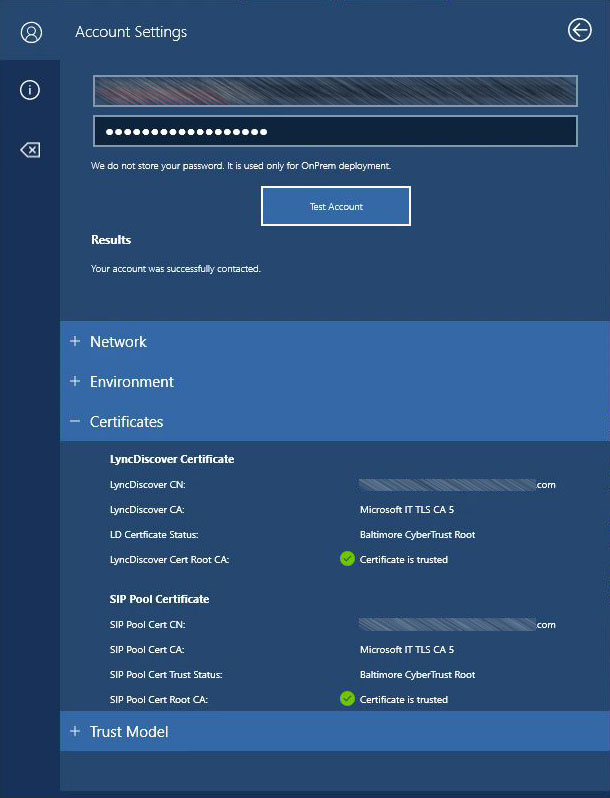 Account Settings
We do not store your password. It is used only for OnPrem deployment.
Test Account
Results
Your account was successfully contacted.
+ Network
+ Environment
− Certificates
LyncDiscover Certificate
LyncDiscover CN: .com
LyncDiscover CA: Microsoft IT TLS CA 5
LD Certficate Status: Baltimore CyberTrust Root
LyncDiscover Cert Root CA: Certificate is trusted
SIP Pool Certificate
SIP Pool Cert CN: .com
SIP Pool Cert CA: Microsoft IT TLS CA 5
SIP Pool Cert Trust Status: Baltimore CyberTrust Root
SIP Pool Cert Root CA: Certificate is trusted
+ Trust Model